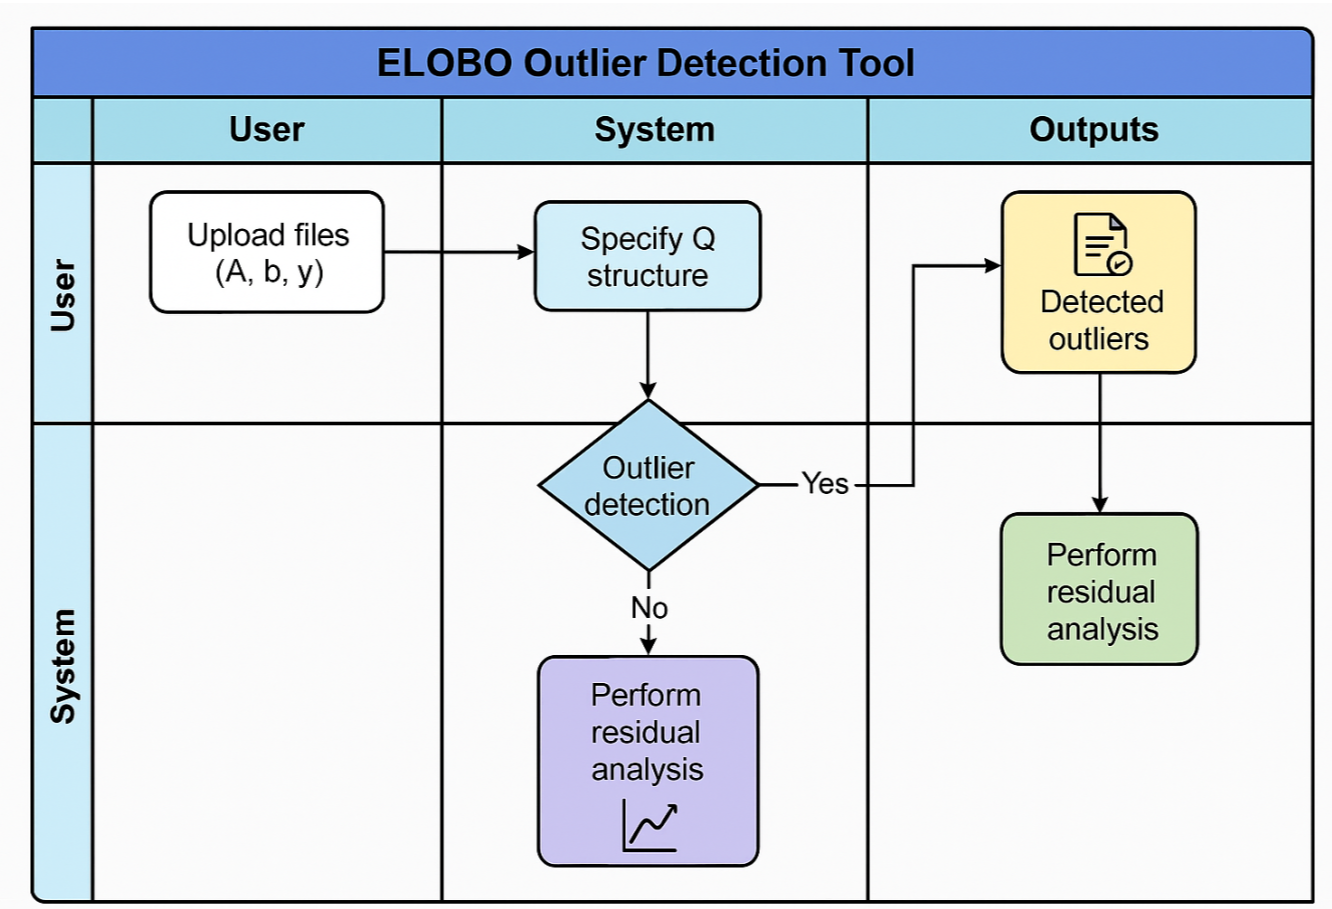 ELOBO Outlier Detection Tool
User
System
Outputs
User
Upload files
(A, b, y)
Specify Q
structure
Detected
outliers
System
Outlier
detection
Yes
No
Perform
residual
analysis
Perform
residual
analysis